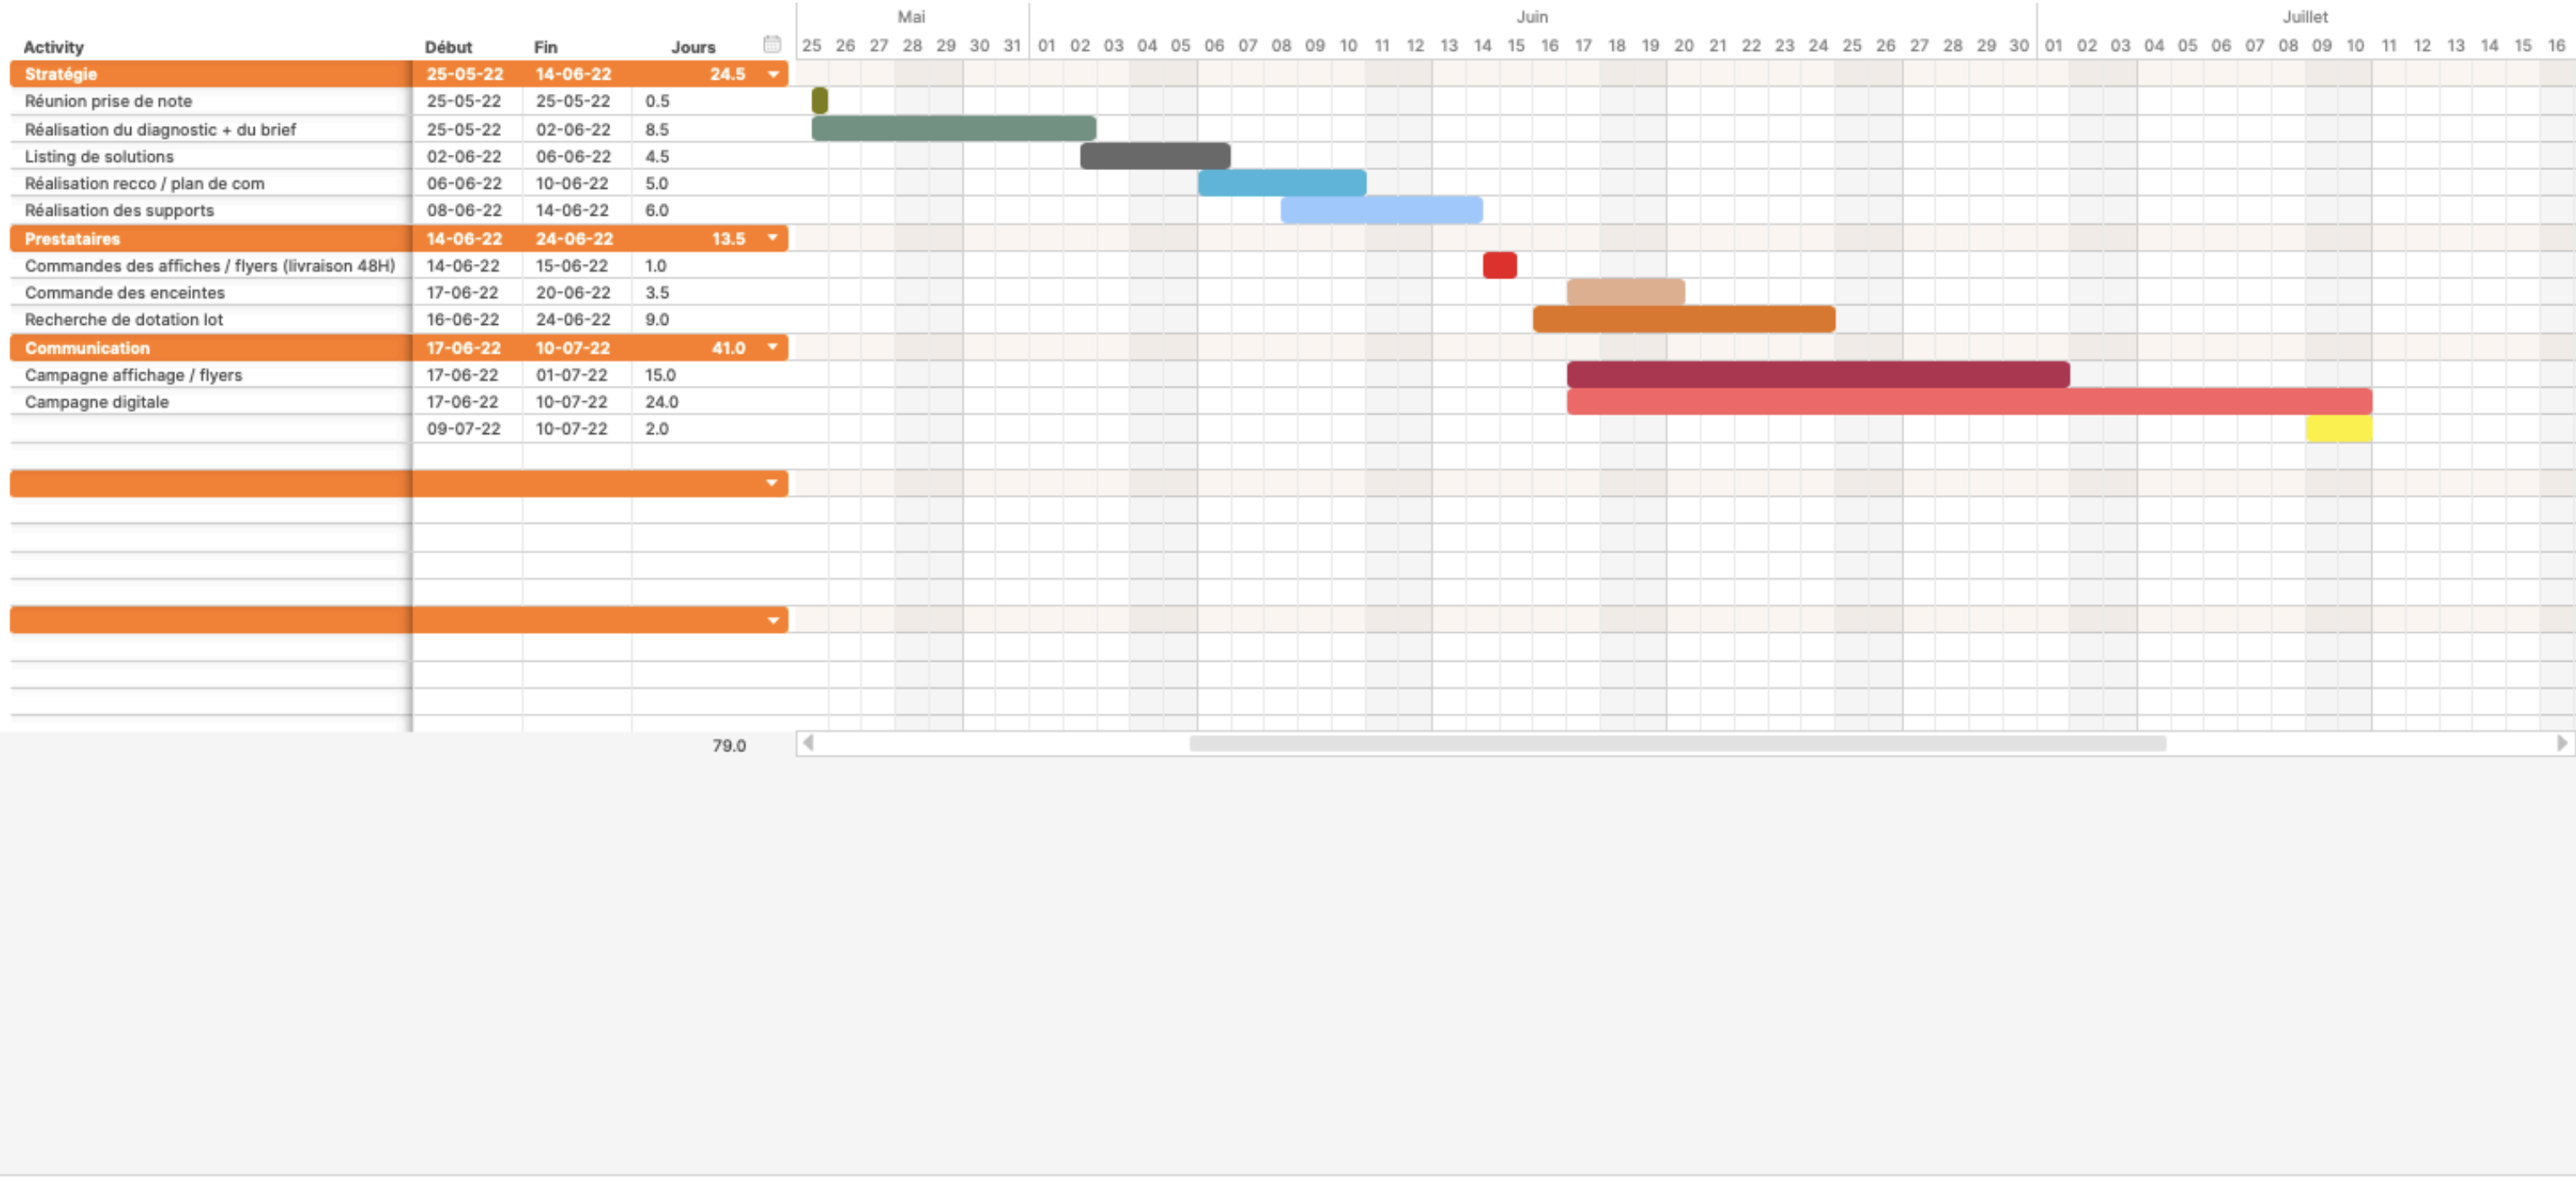 Mai Juin Juillet
Activity Début Fin Jours 25 26 27 28 29 30 31 01 02 03 04 05 06 07 08 09 10 11 12 13 14 15 16 17 18 19 20 21 22 23 24 25 26 27 28 29 30 01 02 03 04 05 06 07 08 09 10 11 12 13 14 15 16
Stratégie 25-05-22 14-06-22 24.5
Réunion prise de note 25-05-22 25-05-22 0.5
Réalisation du diagnostic + du brief 25-05-22 02-06-22 8.5
Listing de solutions 02-06-22 06-06-22 4.5
Réalisation recco / plan de com 06-06-22 10-06-22 5.0
Réalisation des supports 08-06-22 14-06-22 6.0
Prestataires 14-06-22 24-06-22 13.5
Commandes des affiches / flyers (livraison 48H) 14-06-22 15-06-22 1.0
Commande des enceintes 17-06-22 20-06-22 3.5
Recherche de dotation lot 16-06-22 24-06-22 9.0
Communication 17-06-22 10-07-22 41.0
Campagne affichage / flyers 17-06-22 01-07-22 15.0
Campagne digitale 17-06-22 10-07-22 24.0
09-07-22 10-07-22 2.0
79.0